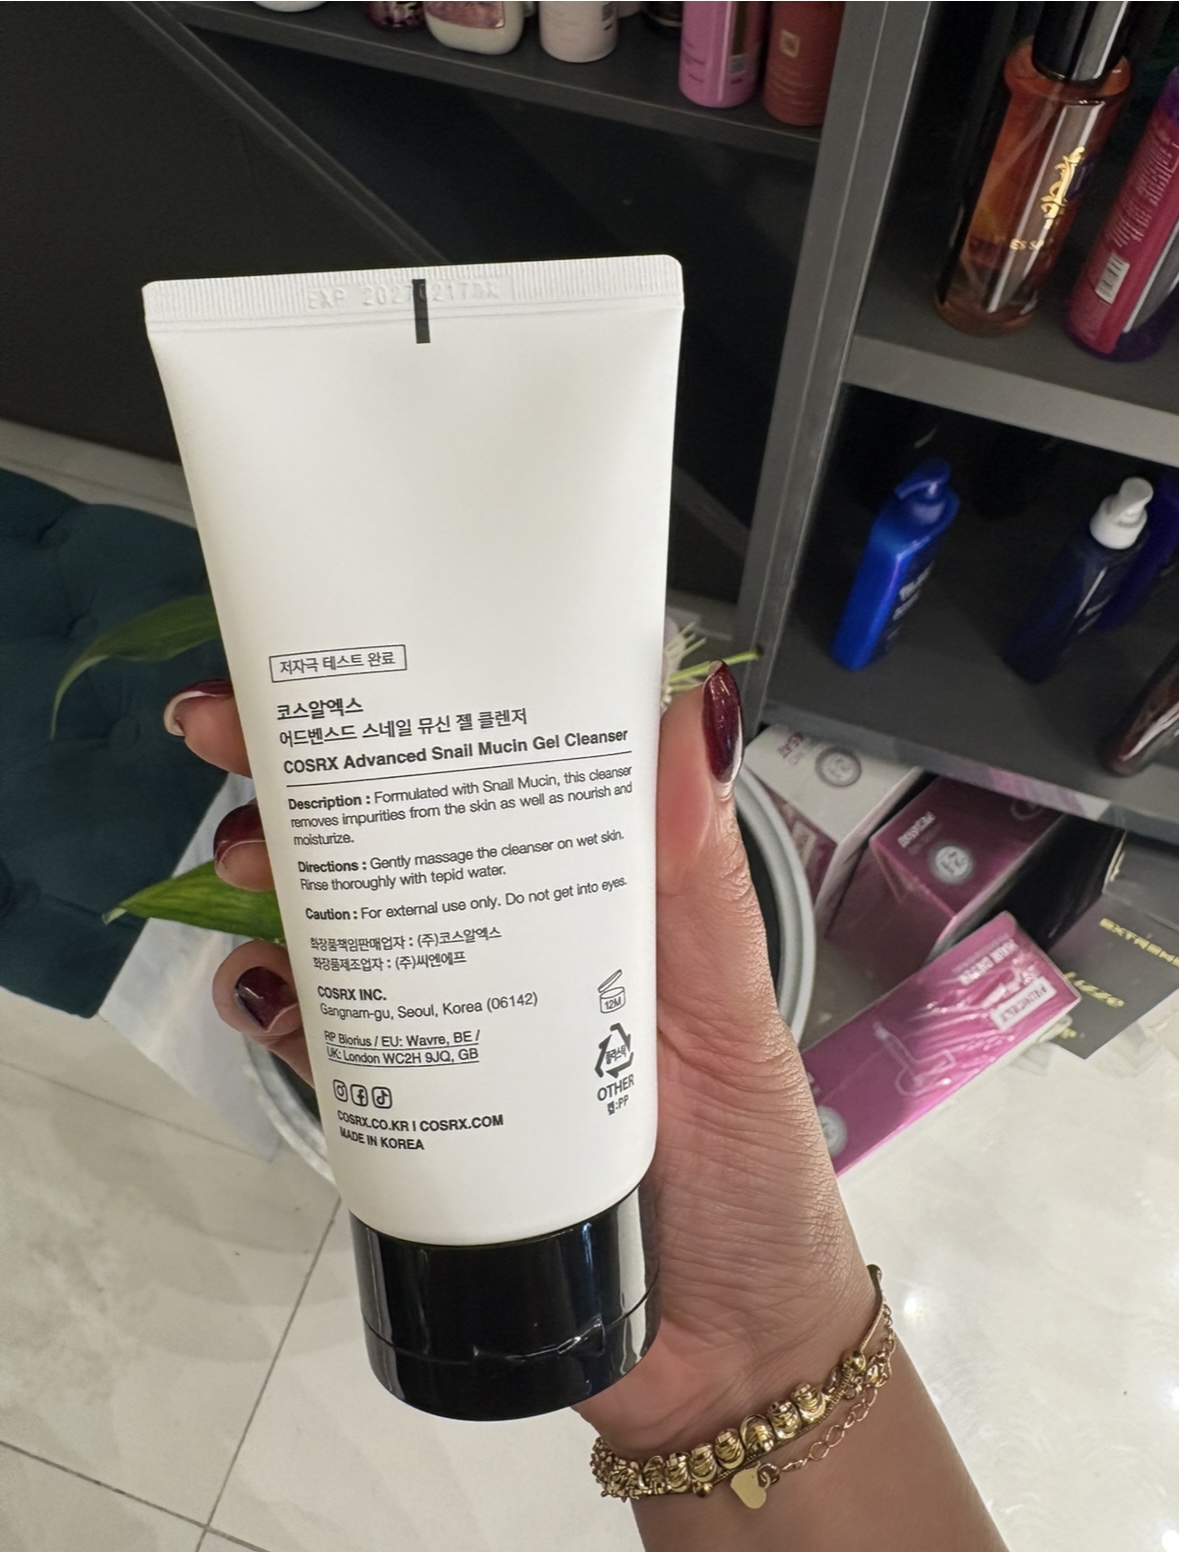 저자극 테스트 완료
코스알엑스
어드벤스드 스네일 뮤신 젤 클렌저
COSRX Advanced Snail Mucin Gel Cleanser
Description : Formulated with Snail Mucin, this cleanser
removes impurities from the skin as well as nourish and
moisturize.
Directions : Gently massage the cleanser on wet skin.
Rinse thoroughly with tepid water.
Caution : For external use only. Do not get into eyes.
화장품책임판매업자 : (주)코스알엑스
화장품제조업자 : (주)씨엔에프
COSRX INC.
Gangnam-gu, Seoul, Korea (06142)
RP Biorius / EU: Wavre, BE /
UK: London WC2H 9JQ, GB
12M
OTHER
캡:PP
COSRX.CO.KR I COSRX.COM
MADE IN KOREA
EXP
HAIR DRYER